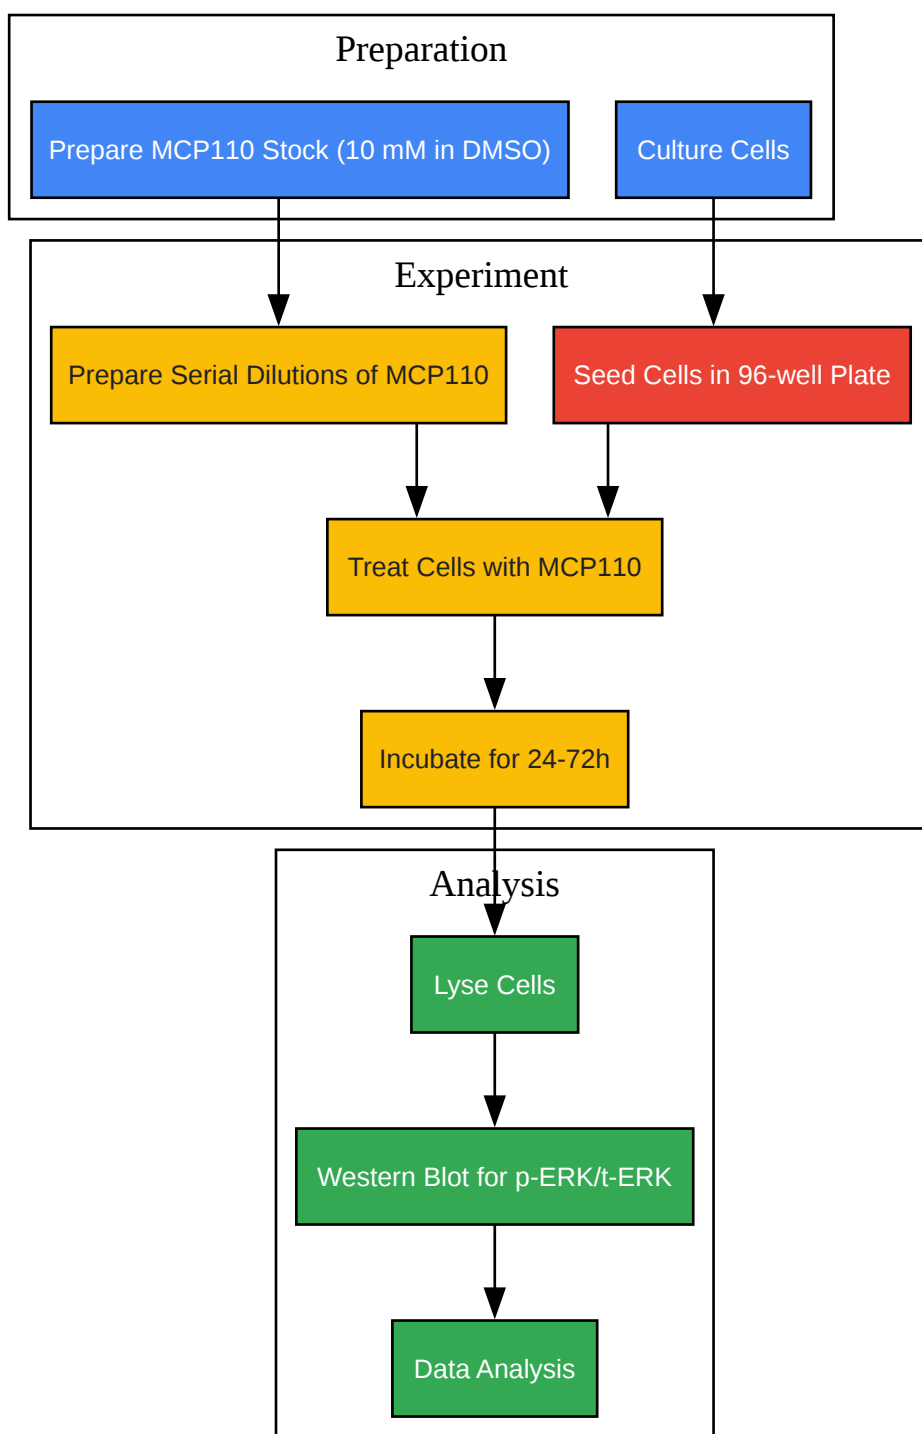 Preparation
Prepare MCP110 Stock (10 mM in DMSO)
Culture Cells
Experiment
Prepare Serial Dilutions of MCP110
Seed Cells in 96-well Plate
Treat Cells with MCP110
Incubate for 24-72h
Analysis
Lyse Cells
Western Blot for p-ERK/t-ERK
Data Analysis